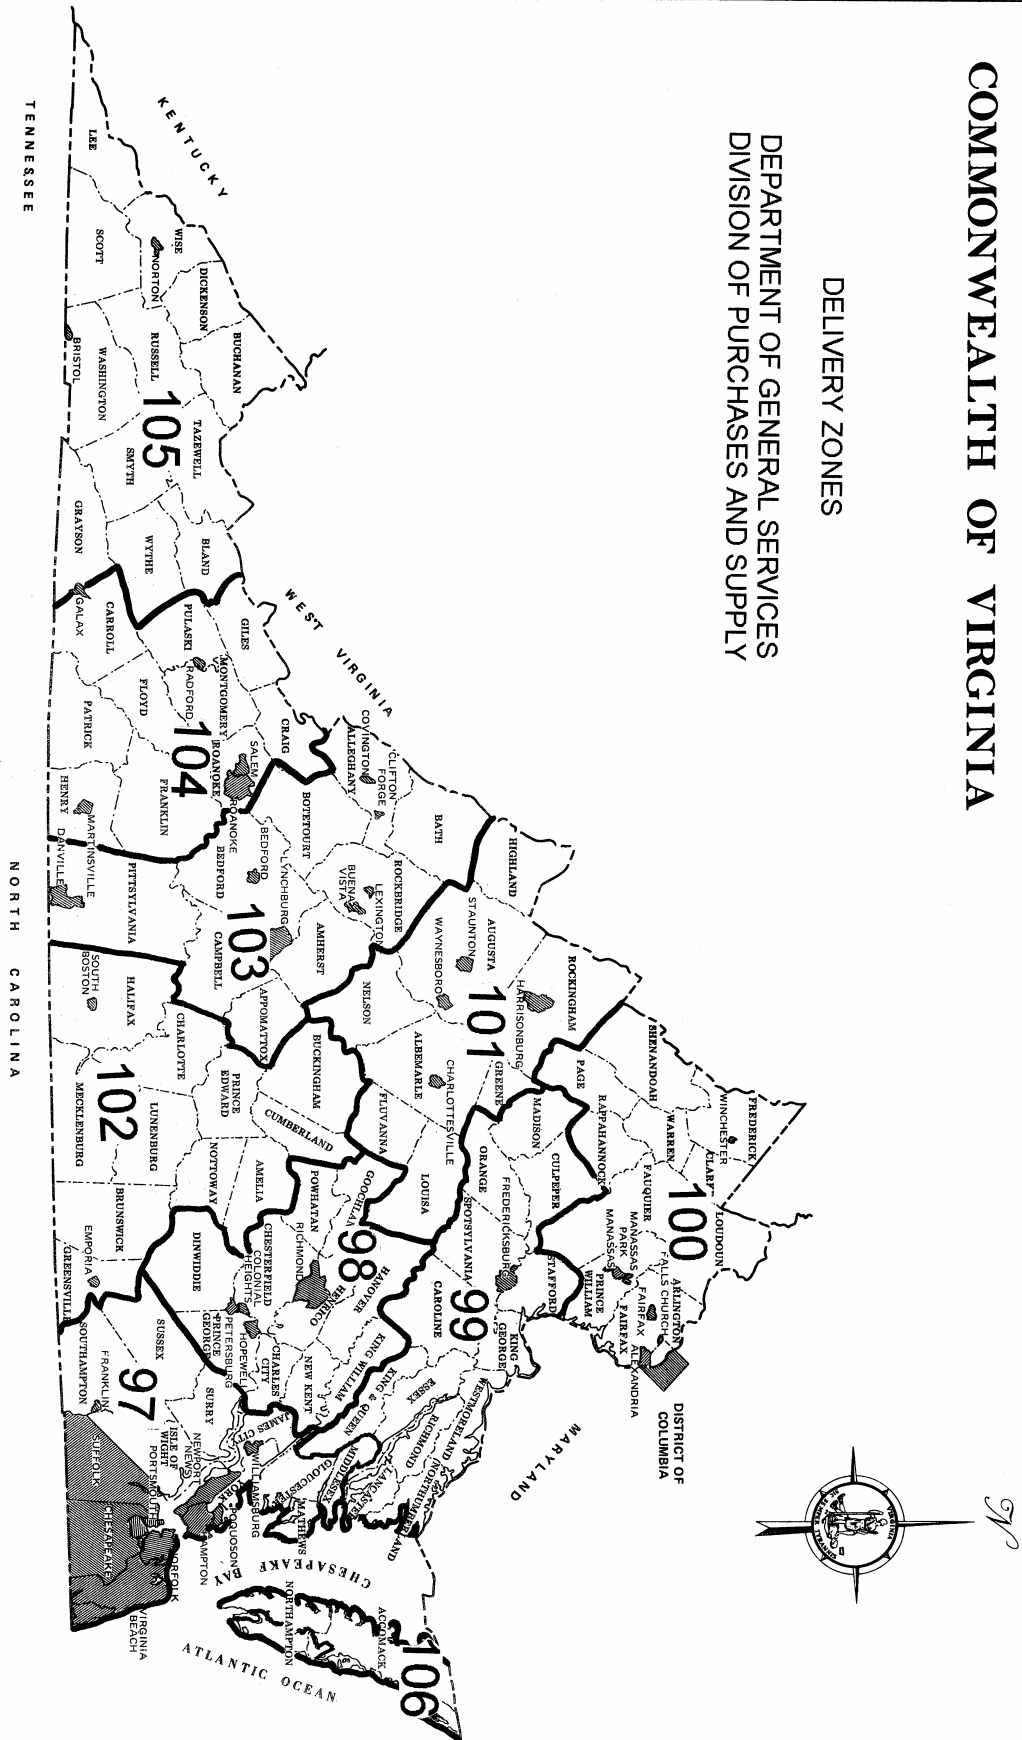 COMMONWEALTH OF VIRGINIA
DELIVERY ZONES
DEPARTMENT OF GENERAL SERVICES
DIVISION OF PURCHASES AND SUPPLY
N
KENTUCKY
TENNESSEE
WEST VIRGINIA
NORTH CAROLINA
MARYLAND
DISTRICT OF
COLUMBIA
CHESAPEAKE BAY
ATLANTIC OCEAN
105
LEE
SCOTT
WISE
NORTON
DICKENSON
BUCHANAN
RUSSELL
BRISTOL
WASHINGTON
TAZEWELL
SMYTH
GRAYSON
WYTHE
BLAND
104
GALAX
CARROLL
PULASKI
GILES
RADFORD
MONTGOMERY
FLOYD
PATRICK
CRAIG
SALEM
ROANOKE
ROANOKE
FRANKLIN
HENRY
MARTINSVILLE
103
COVINGTON
ALLEGHANY
CLIFTON
FORGE
BOTETOURT
BATH
ROCKBRIDGE
LEXINGTON
BUENA
VISTA
BEDFORD
BEDFORD
LYNCHBURG
AMHERST
CAMPBELL
APPOMATTOX
PITTSYLVANIA
DANVILLE
101
HIGHLAND
AUGUSTA
STAUNTON
WAYNESBORO
ROCKINGHAM
HARRISONBURG
NELSON
ALBEMARLE
CHARLOTTESVILLE
GREENE
FLUVANNA
LOUISA
102
SOUTH
BOSTON
HALIFAX
CHARLOTTE
MECKLENBURG
LUNENBURG
PRINCE
EDWARD
BUCKINGHAM
CUMBERLAND
NOTTOWAY
AMELIA
BRUNSWICK
EMPORIA
GREENSVILLE
100
SHENANDOAH
PAGE
FREDERICK
WINCHESTER
WARREN
CLARK
RAPPAHANNOCK
FAUQUIER
LOUDOUN
MANASSAS
PARK
MANASSAS
PRINCE
WILLIAM
FAIRFAX
FAIRFAX
FALLS CHURCH
ARLINGTON
ALEXANDRIA
99
MADISON
CULPEPER
ORANGE
SPOTSYLVANIA
FREDERICKSBURG
STAFFORD
CAROLINE
KING
GEORGE
ESSEX
KING & QUEEN
WESTMORELAND
RICHMOND
NORTHUMBERLAND
LANCASTER
MIDDLESEX
98
GOOCHLAND
POWHATAN
RICHMOND
HENRICO
HANOVER
CHESTERFIELD
COLONIAL
HEIGHTS
DINWIDDIE
PETERSBURG
PRINCE
GEORGE
HOPEWELL
CHARLES
CITY
NEW KENT
KING WILLIAM
97
SUSSEX
SOUTHAMPTON
FRANKLIN
SURRY
ISLE OF
WIGHT
JAMES CITY
WILLIAMSBURG
YORK
GLOUCESTER
MATHEWS
NEWPORT
NEWS
POQUOSON
HAMPTON
PORTSMOUTH
SUFFOLK
CHESAPEAKE
NORFOLK
VIRGINIA
BEACH
106
ACCOMACK
NORTHAMPTON
VIRGINIA